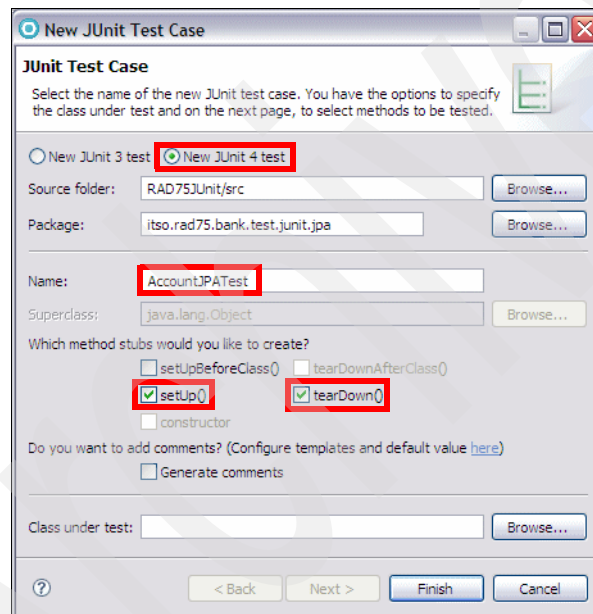 New JUnit Test Case
JUnit Test Case
Select the name of the new JUnit test case. You have the options to specify
the class under test and on the next page, to select methods to be tested.
New JUnit 3 test New JUnit 4 test
Source folder: RAD75JUnit/src Browse...
Package: itso.rad75.bank.test.junit.jpa Browse...
Name: AccountJPATest
Superclass: java.lang.Object Browse...
Which method stubs would you like to create?
setUpBeforeClass() tearDownAfterClass()
setUp() tearDown()
constructor
Do you want to add comments? (Configure templates and default value here)
Generate comments
Class under test: Browse...
? < Back Next > Finish Cancel